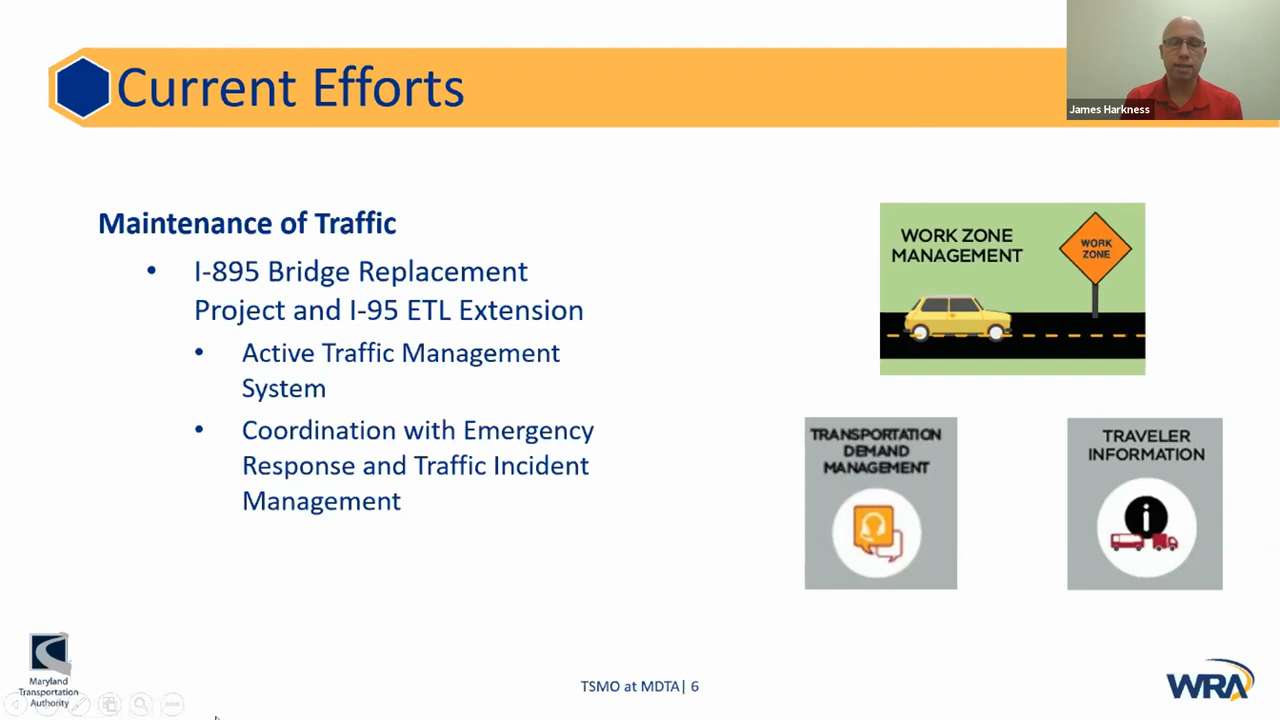 Current Efforts
James Harkness
Maintenance of Traffic
• I-895 Bridge Replacement
Project and I-95 ETL Extension
• Active Traffic Management
System
• Coordination with Emergency
Response and Traffic Incident
Management
WORK ZONE
MANAGEMENT
WORK
ZONE
TRANSPORTATION
DEMAND
MANAGEMENT
TRAVELER
INFORMATION
i
Maryland
Transportation
Authority
TSMO at MDTA| 6
WRA